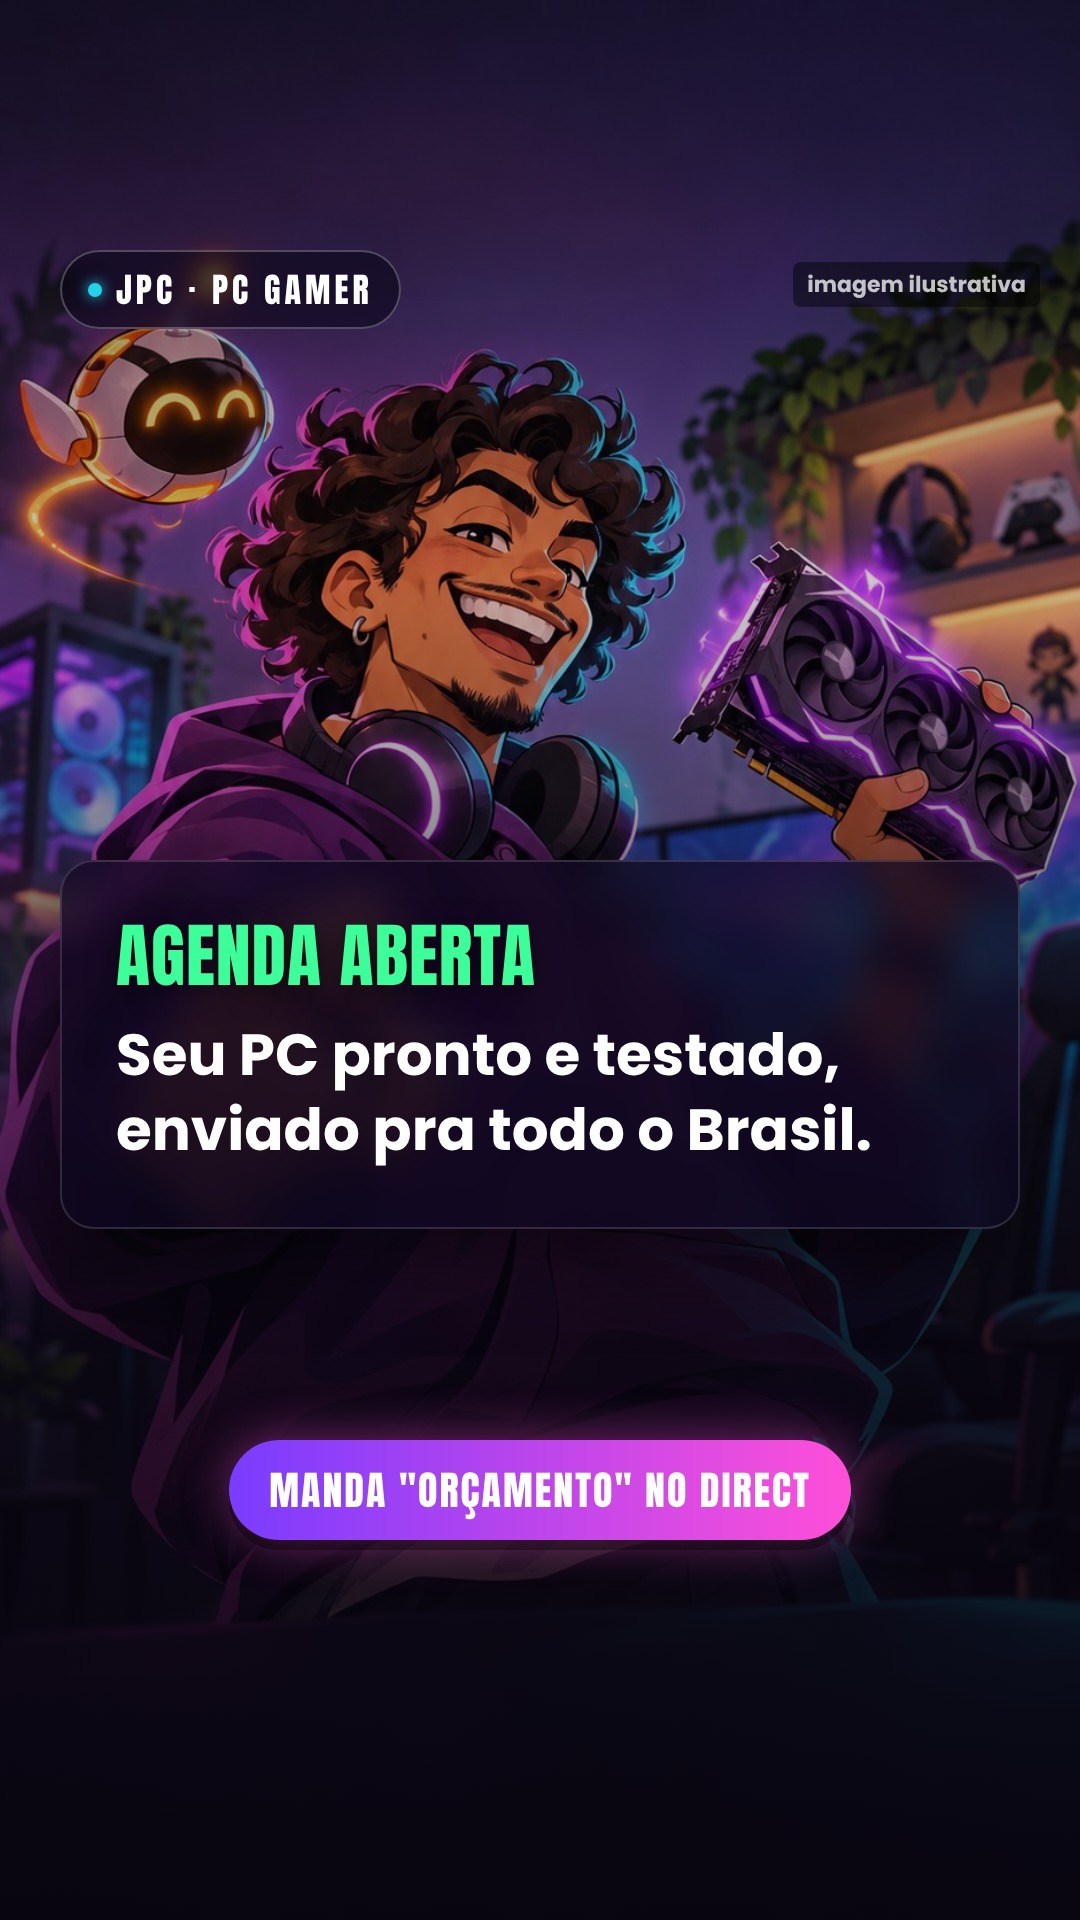 JPC · PC GAMER
imagem ilustrativa
AGENDA ABERTA
Seu PC pronto e testado,
enviado pra todo o Brasil.
MANDA "ORÇAMENTO" NO DIRECT